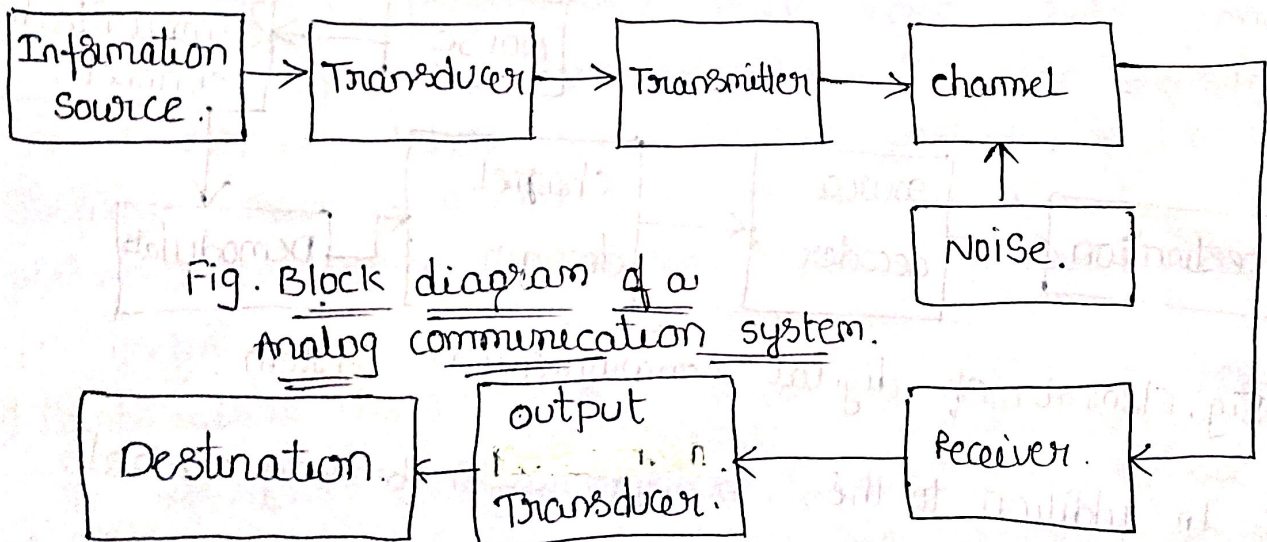 Information
source.
Transducer
Transmitter
channel
Noise.
Fig. Block diagram of a
Analog communication system.
Receiver.
output
Transducer.
Destination.